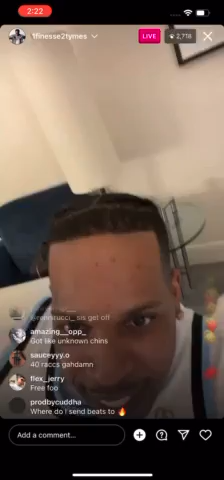 2:22
1finesse2tymes
LIVE
2,718
sis get off
amazing__opp_
Got like unknown chins
sauceyyy.o
40 raccs gahdamn
flex_jerry
Free foo
prodbycuddha
Where do I send beats to 🔥
Add a comment...